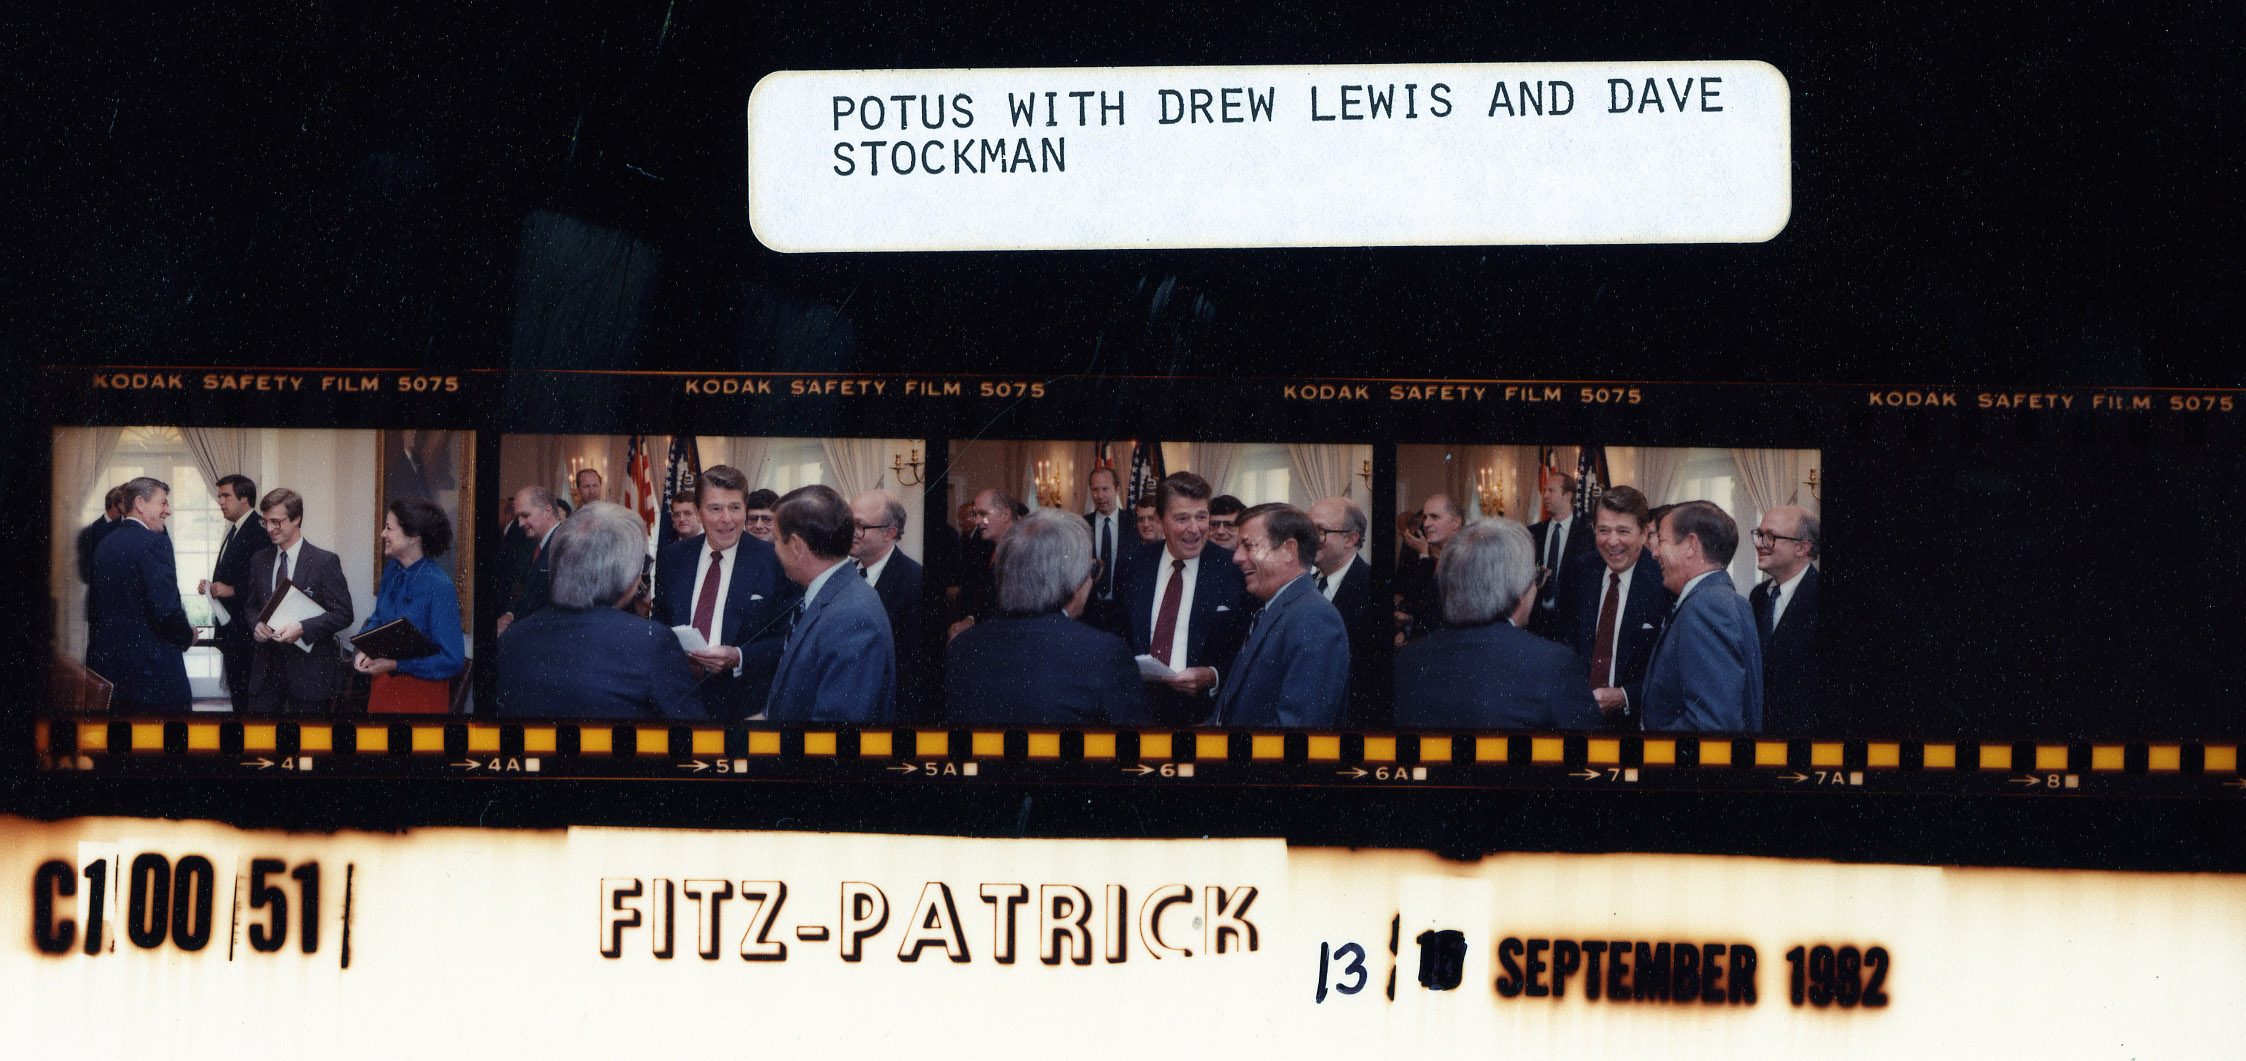 POTUS WITH DREW LEWIS AND DAVE
STOCKMAN
KODAK SAFETY FILM 5075
KODAK SAFETY FILM 5075
KODAK SAFETY FILM 5075
KODAK SAFETY FILM 5075
→4
→4A
→5
→5A
→6
→6A
→7
→7A
→8
C100 51
FITZ-PATRICK
13 SEPTEMBER 1982